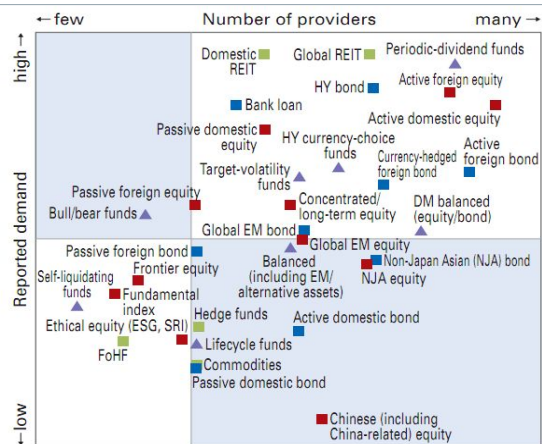 ← few Number of providers many →
high →
Reported demand
← low
Domestic
REIT
Global REIT
Periodic-dividend funds
HY bond
Active foreign equity
Bank loan
Active domestic equity
Passive domestic
equity
HY currency-choice
funds
Currency-hedged
foreign bond
Active
foreign bond
Target-volatility
funds
Passive foreign equity
Bull/bear funds
Concentrated/
long-term equity
DM balanced
(equity/bond)
Global EM bond
Global EM equity
Passive foreign bond
Balanced
(including EM/
alternative assets)
Non-Japan Asian (NJA) bond
NJA equity
Frontier equity
Self-liquidating
funds
Fundamental
index
Ethical equity (ESG, SRI)
Hedge funds
Active domestic bond
FoHF
Lifecycle funds
Commodities
Passive domestic bond
Chinese (including
China-related) equity